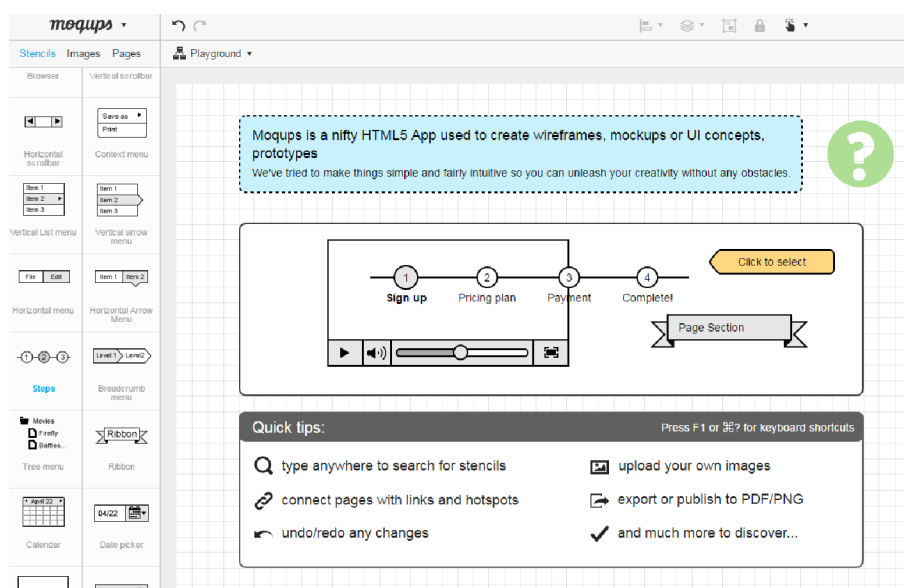 moqups
Stencils Images Pages
Playground
Browser Vertical scrollbar
Save as
Print
Horizontal scrollbar
Context menu
Item 1
Item 2
Item 3
Item 1
Item 2
Item 3
Vertical List menu
Vertical arrow menu
File Edit
Item 1 Item 2
Horizontal menu
Horizontal Arrow Menu
1 2 3
Level 1 Level2
Steps
Breadcrumb menu
Movies
Firefly
Battles...
Ribbon
Tree menu
Ribbon
April 22
04/22
Calendar
Date picker
Moqups is a nifty HTML5 App used to create wireframes, mockups or UI concepts,
prototypes
We've tried to make things simple and fairly intuitive so you can unleash your creativity without any obstacles.
?
1 2 3 4
Sign up Pricing plan Payment Complete!
Click to select
Page Section
Quick tips:
Press F1 or ⌘? for keyboard shortcuts
type anywhere to search for stencils
upload your own images
connect pages with links and hotspots
export or publish to PDF/PNG
undo/redo any changes
and much more to discover...